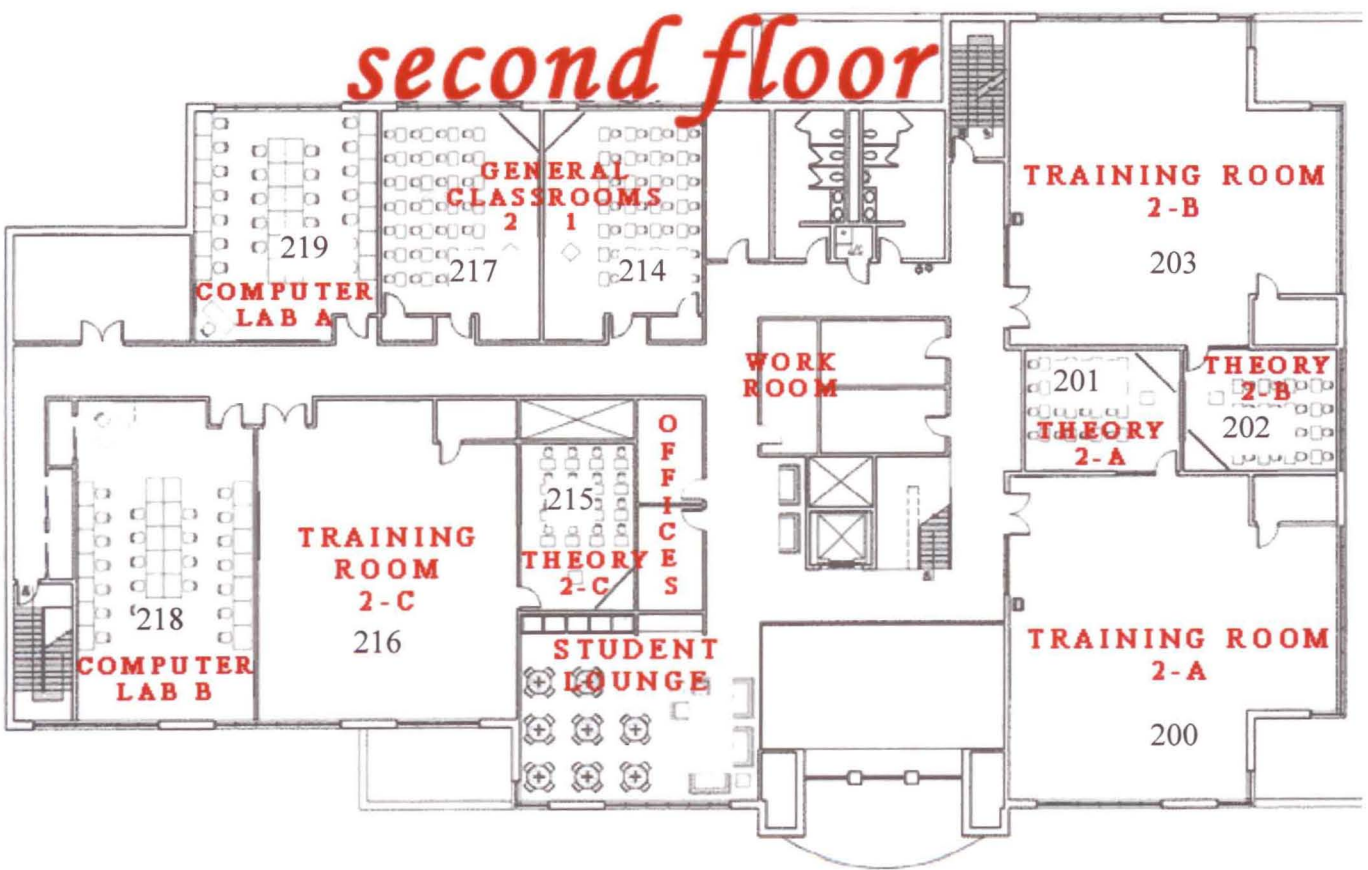 second floor
TRAINING ROOM
2-B
203
GENERAL
CLASSROOMS
2 1
219
217
214
COMPUTER
LAB A
WORK
ROOM
201
THEORY
2-A
THEORY
2-B
202
OFFICES
215
THEORY
2-C
TRAINING
ROOM
2-C
216
218
COMPUTER
LAB B
STUDENT
LOUNGE
TRAINING ROOM
2-A
200